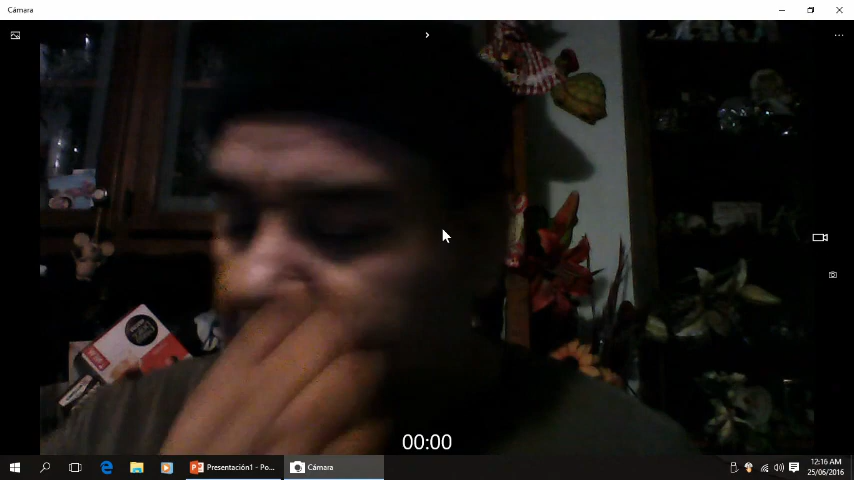 Cámara
00:00
Presentación1 - Po...
Cámara
12:16 AM
25/06/2016